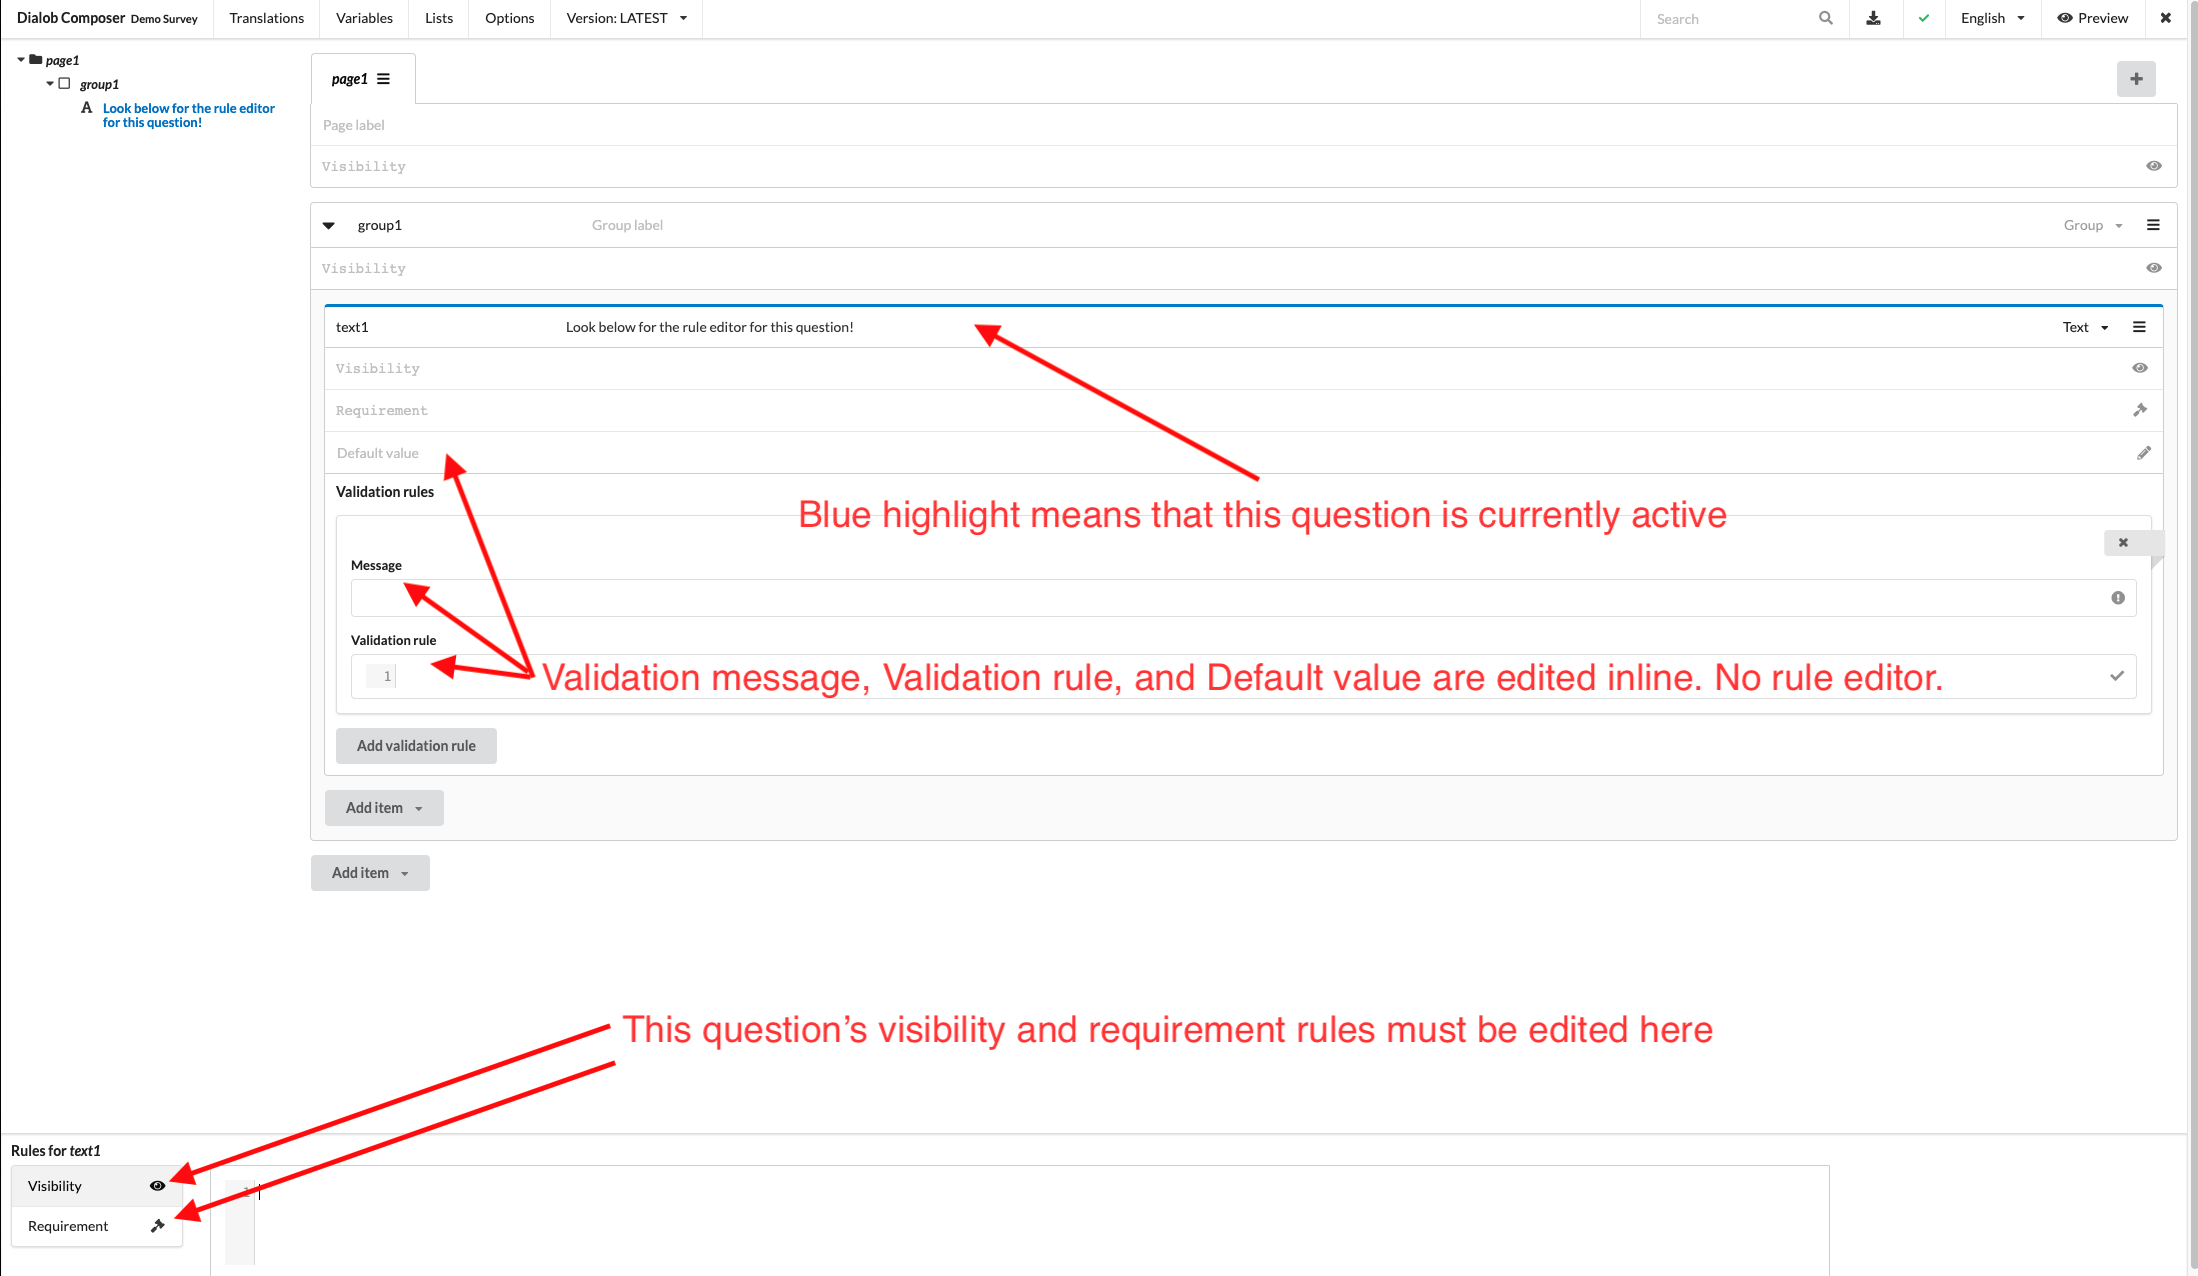 Dialob Composer Demo Survey Translations Variables Lists Options Version: LATEST Search English Preview
page1
group1
A Look below for the rule editor
for this question!
page1
Page label
Visibility
group1 Group label Group
Visibility
text1 Look below for the rule editor for this question! Text
Visibility
Requirement
Default value
Validation rules
Blue highlight means that this question is currently active
Message
Validation rule
1 Validation message, Validation rule, and Default value are edited inline. No rule editor.
Add validation rule
Add item
Add item
This question’s visibility and requirement rules must be edited here
Rules for text1
Visibility
1
Requirement